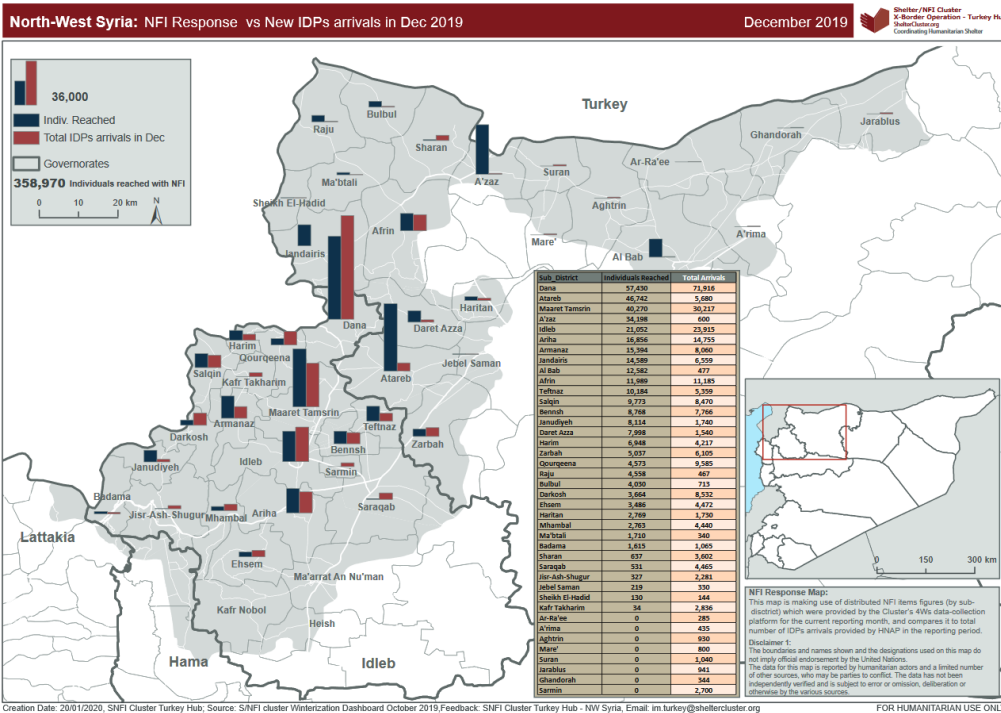 North-West Syria: NFI Response vs New IDPs arrivals in Dec 2019
December 2019
Shelter/NFI Cluster
X-Border Operation - Turkey Hu
ShelterCluster.org
Coordinating Humanitarian Shelter
36,000
Indiv. Reached
Total IDPs arrivals in Dec
Governorates
358,970 Individuals reached with NFI
0 10 20 km
N
Turkey
Bulbul
Raju
Sharan
Jarablus
Ghandorah
A'zaz
Ar-Ra'ee
Suran
Ma'btali
Sheikh El-Hadid
Aghtrin
Afrin
A'rima
Mare'
Jandairis
Al Bab
Haritan
Dana
Daret Azza
Harim
Qourqeena
Jebel Saman
Salqin
Kafr Takharim
Atareb
Armanaz
Maaret Tamsrin
Teftnaz
Darkosh
Zarbah
Bennsh
Idleb
Janudiyeh
Sarmin
Badama
Saraqab
Jisr-Ash-Shugur
Mhambal
Ariha
Lattakia
Ehsem
Ma'arrat An Nu'man
Kafr Nobol
Heish
Hama
Idleb
Sub_District Individuals Reached Total Arrivals
Dana 57,430 71,916
Atareb 46,742 5,680
Maaret Tamsrin 40,270 30,217
A'zaz 34,198 600
Idleb 21,052 23,915
Ariha 16,856 14,755
Armanaz 15,394 8,060
Jandairis 14,589 6,559
Al Bab 12,582 477
Afrin 11,989 11,185
Teftnaz 10,184 5,359
Salqin 9,773 8,470
Bennsh 8,768 7,766
Janudiyeh 8,114 1,740
Daret Azza 7,998 1,540
Harim 6,948 4,217
Zarbah 5,037 6,105
Qourqeena 4,573 9,585
Raju 4,558 467
Bulbul 4,030 713
Darkosh 3,664 8,532
Ehsem 3,486 4,472
Haritan 2,769 1,730
Mhambal 2,763 4,440
Ma'btali 1,710 340
Badama 1,615 1,065
Sharan 637 3,602
Saraqab 531 4,465
Jisr-Ash-Shugur 327 2,281
Jebel Saman 219 330
Sheikh El-Hadid 130 144
Kafr Takharim 34 2,836
Ar-Ra'ee 0 285
A'rima 0 435
Aghtrin 0 930
Mare' 0 800
Suran 0 1,040
Jarablus 0 941
Ghandorah 0 344
Sarmin 0 2,700
0 150 300 km
NFI Response Map:
This map is making use of distributed NFI items figures (by sub-
disctrict) which were provided by the Cluster's 4Ws data-collection
platform for the current reporting month, and compares it to total
number of IDPs arrivals provided by HNAP in the reporting period.
Disclaimer 1:
The boundaries and names shown and the designations used on this map do
not imply official endorsement by the United Nations.
The data for this map is reported by humanitarian actors and a limited number
of other sources, who may be parties to conflict. The data has not been
independently verified and is subject to error or omission, deliberation or
otherwise by the various sources.
Creation Date: 20/01/2020, SNFI Cluster Turkey Hub; Source: S/NFI cluster Winterization Dashboard October 2019,Feedback: SNFI Cluster Turkey Hub - NW Syria, Email: im.turkey@sheltercluster.org
FOR HUMANITARIAN USE ONL